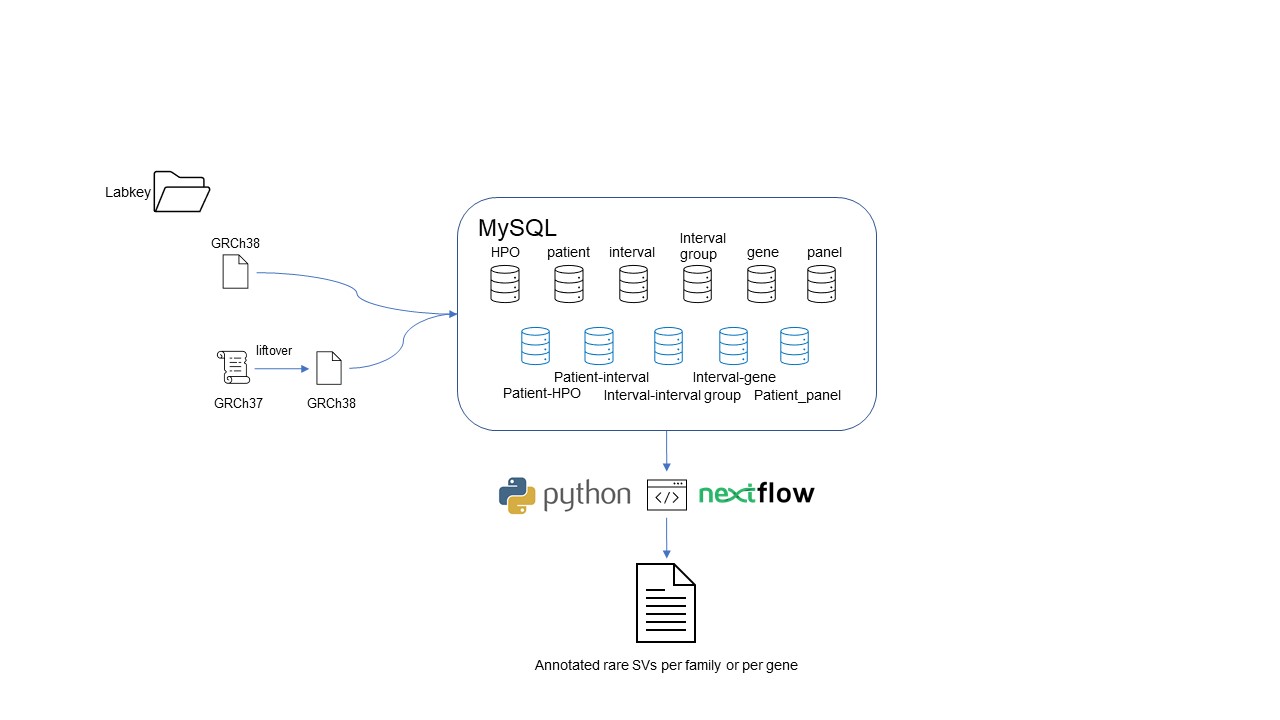 Labkey
GRCh38
liftover
GRCh37
GRCh38
MySQL
HPO
patient
interval
Interval
group
gene
panel
Patient-interval
Interval-gene
Patient-HPO
Interval-interval group
Patient_panel
python
</>
nextflow
Annotated rare SVs per family or per gene